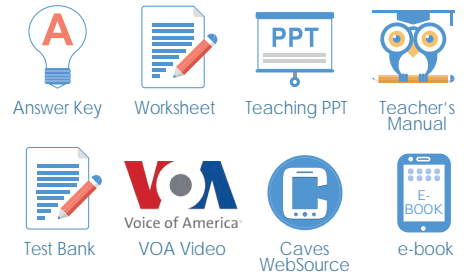 A
PPT
Answer Key
Worksheet
Teaching PPT
Teacher's
Manual
VOA
Voice of America
E-
BOOK
Test Bank
VOA Video
Caves
WebSource
e-book